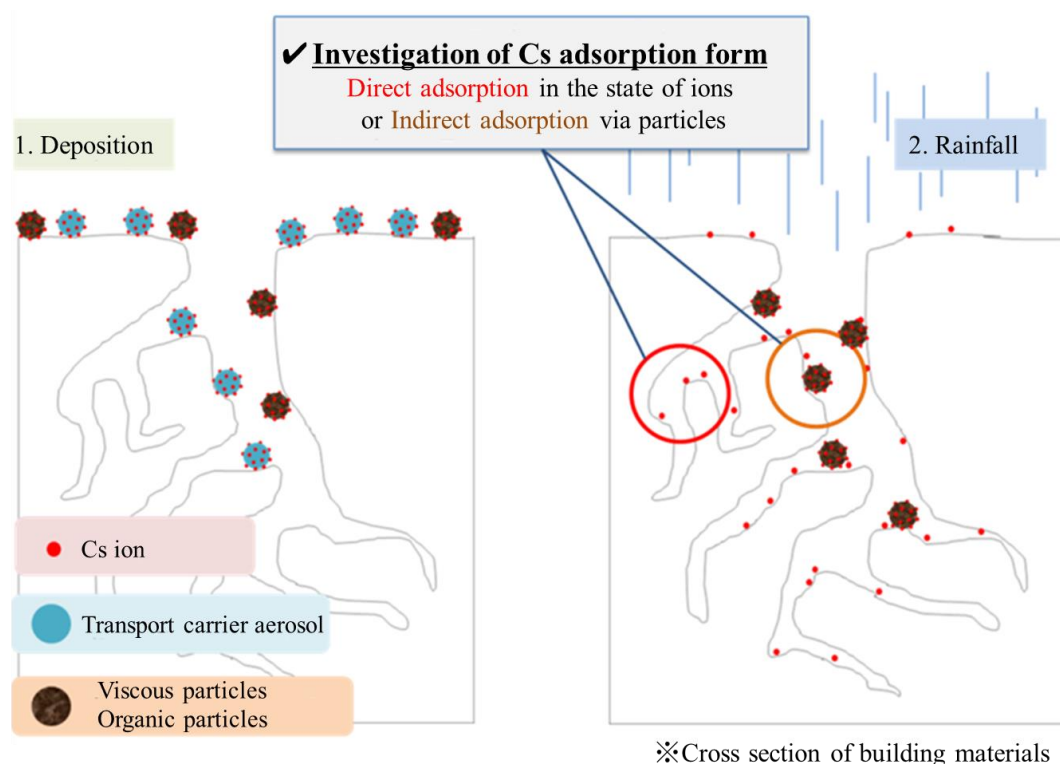 ✔ Investigation of Cs adsorption form
Direct adsorption in the state of ions
or Indirect adsorption via particles
1. Deposition
2. Rainfall
Cs ion
Transport carrier aerosol
Viscous particles
Organic particles
※Cross section of building materials